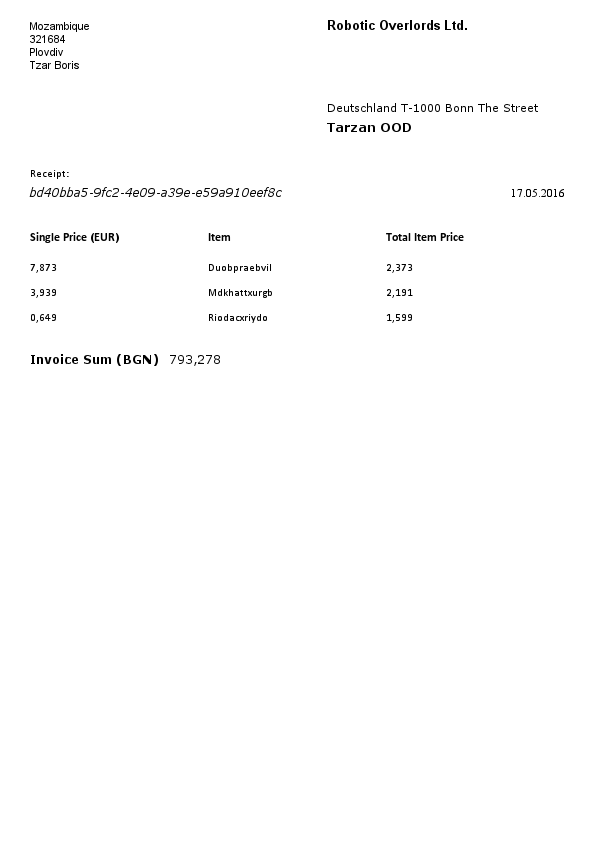 Mozambique
321684
Plovdiv
Tzar Boris
Robotic Overlords Ltd.
Deutschland T-1000 Bonn The Street
Tarzan OOD
Receipt:
bd40bba5-9fc2-4e09-a39e-e59a910eef8c
17.05.2016
Single Price (EUR) Item Total Item Price
7,873 Duobpraebvil 2,373
3,939 Mdkhattxurgb 2,191
0,649 Riodacxriydo 1,599
Invoice Sum (BGN) 793,278